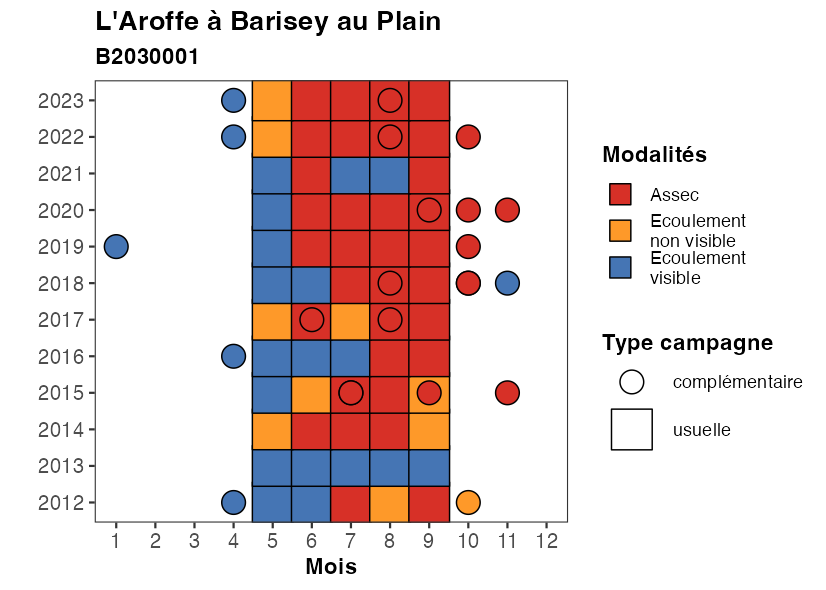 L'Aroffe à Barisey au Plain
B2030001
2023
2022
2021
2020
2019
2018
2017
2016
2015
2014
2013
2012
1 2 3 4 5 6 7 8 9 10 11 12
Mois
Modalités
Assec
Ecoulement
non visible
Ecoulement
visible
Type campagne
complémentaire
usuelle